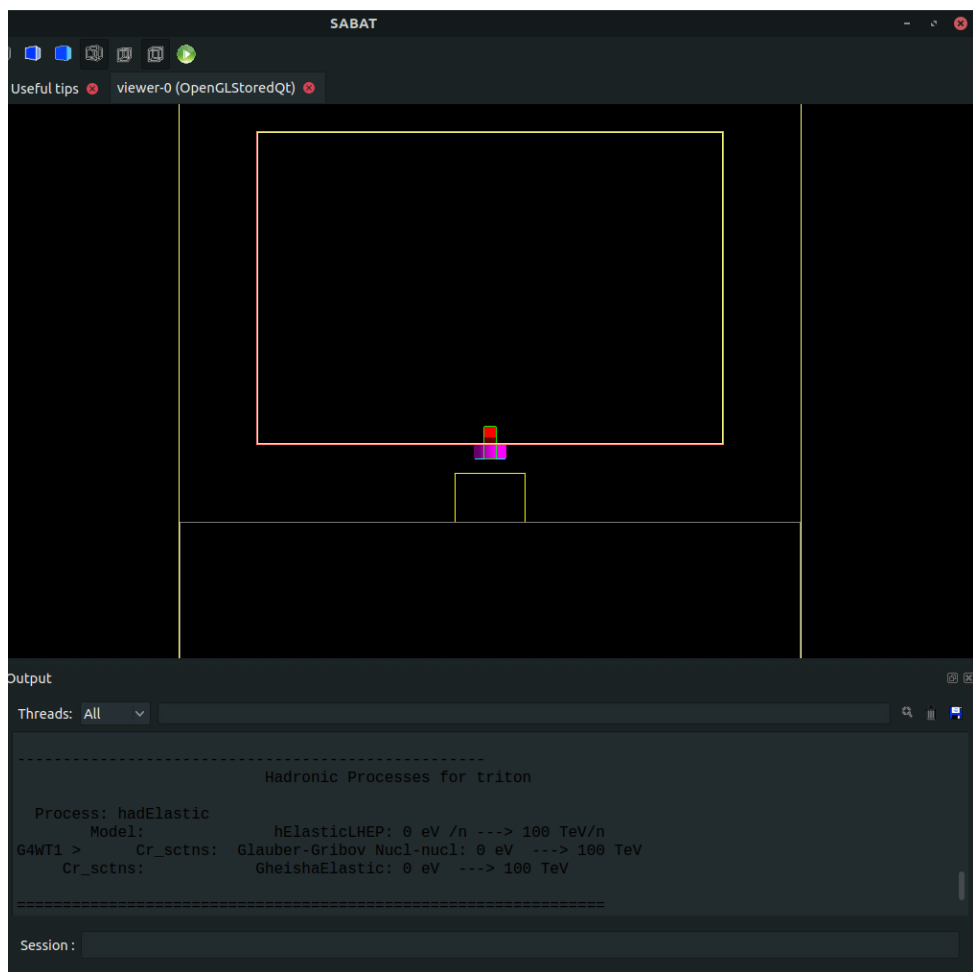 SABAT
Useful tips viewer-0 (OpenGLStoredQt)
Output
Threads: All
--------------------------------------------------
Hadronic Processes for triton
Process: hadElastic
Model: hElasticLHEP: 0 eV /n ---> 100 TeV/n
G4WT1 > Cr_sctns: Glauber-Gribov Nucl-nucl: 0 eV ---> 100 TeV
Cr_sctns: GheishaElastic: 0 eV ---> 100 TeV
================================================================
Session :